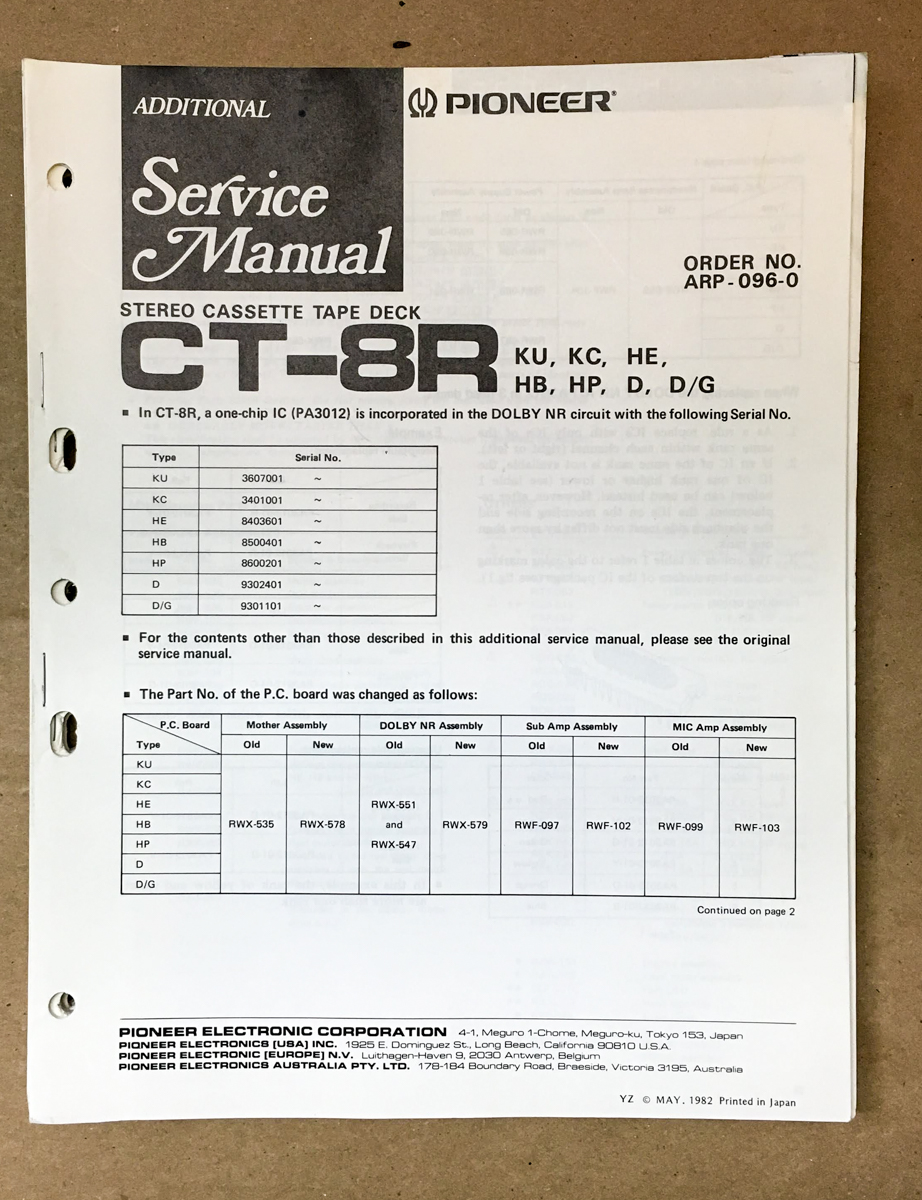 ADDITIONAL
Service
Manual
PIONEER®
ORDER NO.
ARP-096-0
STEREO CASSETTE TAPE DECK
CT-8R KU, KC, HE,
HB, HP, D, D/G
▪ In CT-8R, a one-chip IC (PA3012) is incorporated in the DOLBY NR circuit with the following Serial No.
Type Serial No.
KU 3607001 ~
KC 3401001 ~
HE 8403601 ~
HB 8500401 ~
HP 8600201 ~
D 9302401 ~
D/G 9301101 ~
▪ For the contents other than those described in this additional service manual, please see the original
service manual.
▪ The Part No. of the P.C. board was changed as follows:
P.C. Board Mother Assembly DOLBY NR Assembly Sub Amp Assembly MIC Amp Assembly
Type Old New Old New Old New Old New
KU
KC
HE RWX-551
HB RWX-535 RWX-578 and RWX-579 RWF-097 RWF-102 RWF-099 RWF-103
HP RWX-547
D
D/G
Continued on page 2
PIONEER ELECTRONIC CORPORATION 4-1, Meguro 1-Chome, Meguro-ku, Tokyo 153, Japan
PIONEER ELECTRONICS [USA] INC. 1925 E. Dominguez St., Long Beach, California 90810 U.S.A.
PIONEER ELECTRONIC [EUROPE] N.V. Luithagen-Haven 9, 2030 Antwerp, Belgium
PIONEER ELECTRONICS AUSTRALIA PTY. LTD. 178-184 Boundary Road, Braeside, Victoria 3195, Australia
YZ © MAY. 1982 Printed in Japan